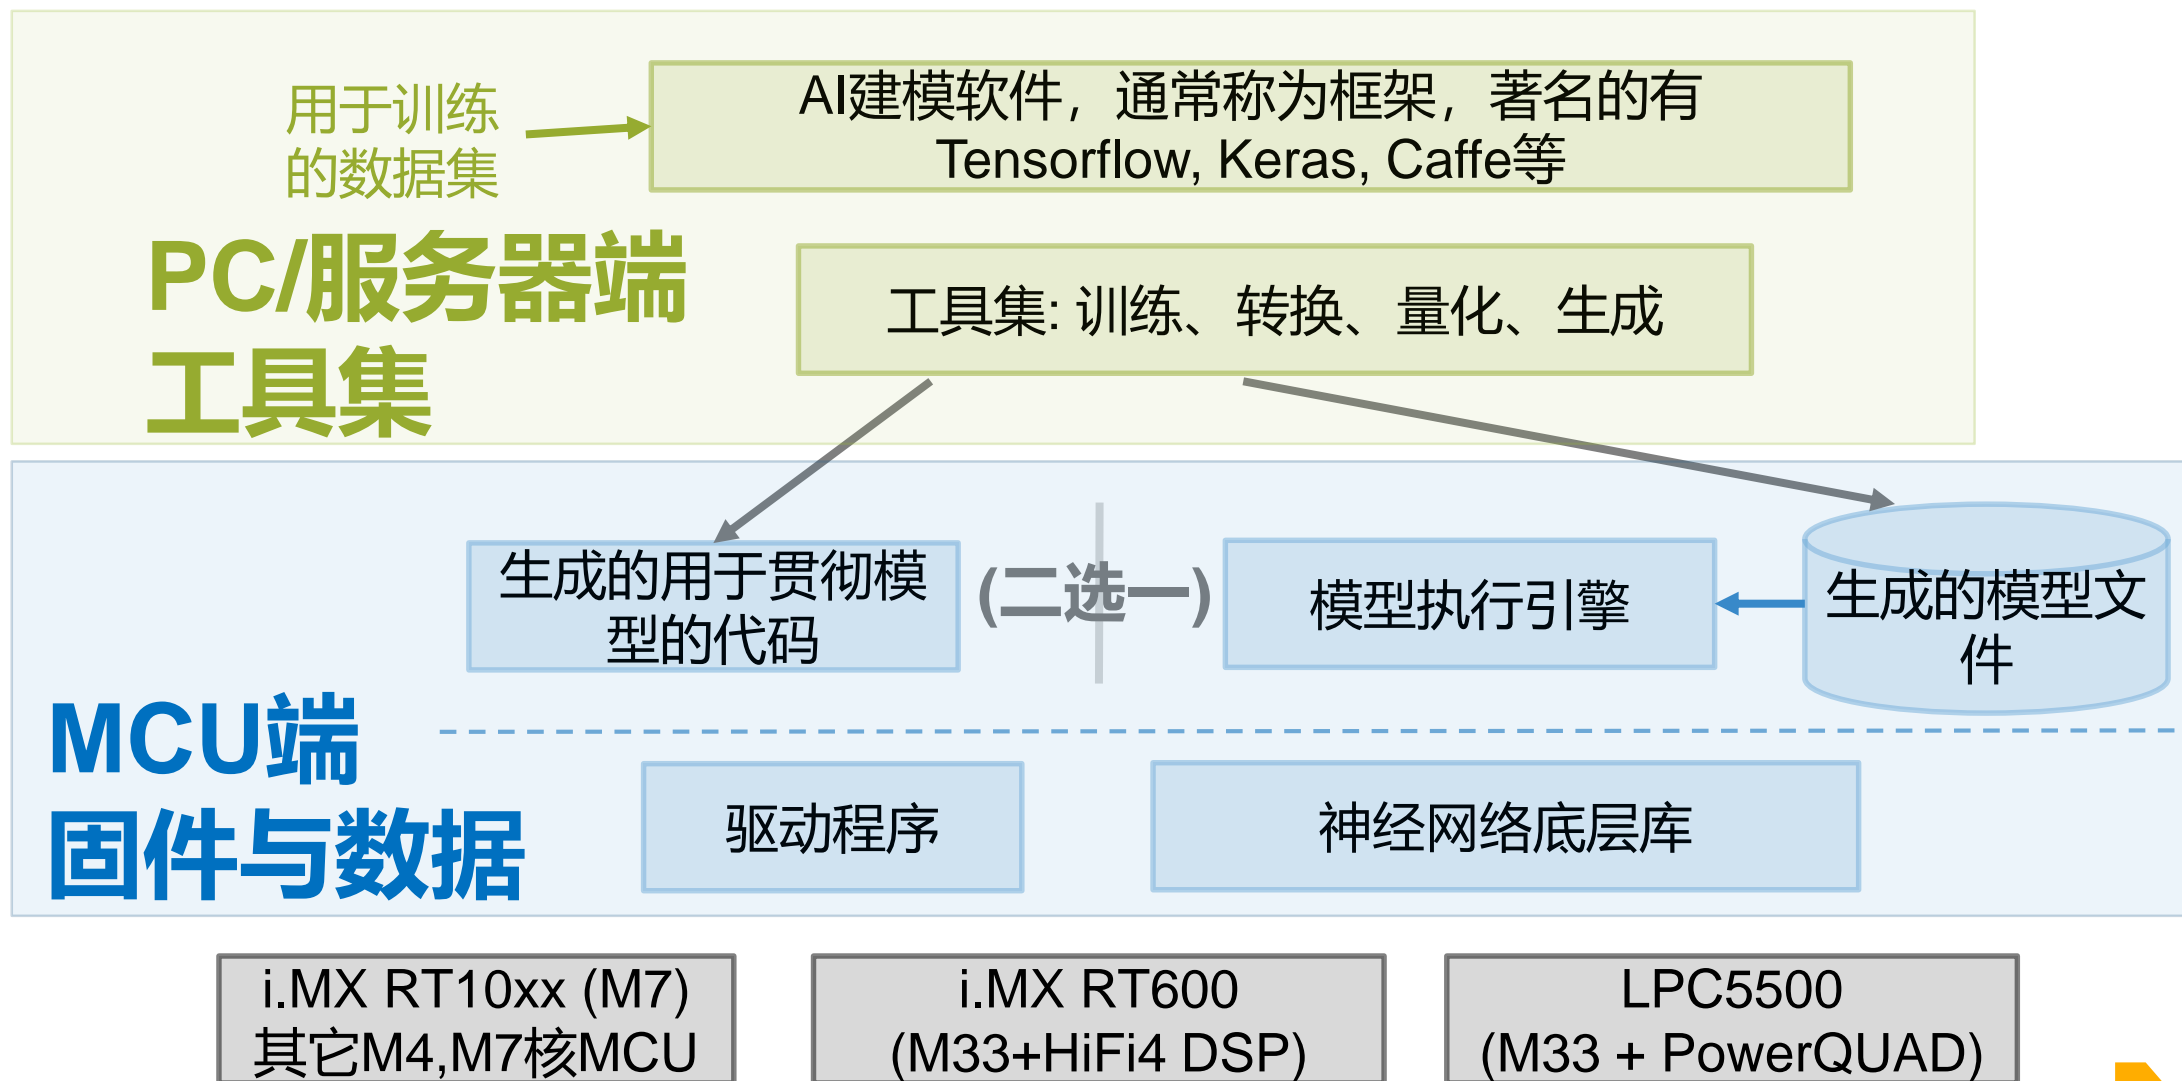 用于训练
的数据集
AI建模软件，通常称为框架，著名的有
Tensorflow, Keras, Caffe等
PC/服务器端
工具集
工具集: 训练、转换、量化、生成
生成的用于贯彻模
型的代码
(二选一)
模型执行引擎
生成的模型文
件
MCU端
固件与数据
驱动程序
神经网络底层库
i.MX RT10xx (M7)
其它M4,M7核MCU
i.MX RT600
(M33+HiFi4 DSP)
LPC5500
(M33 + PowerQUAD)